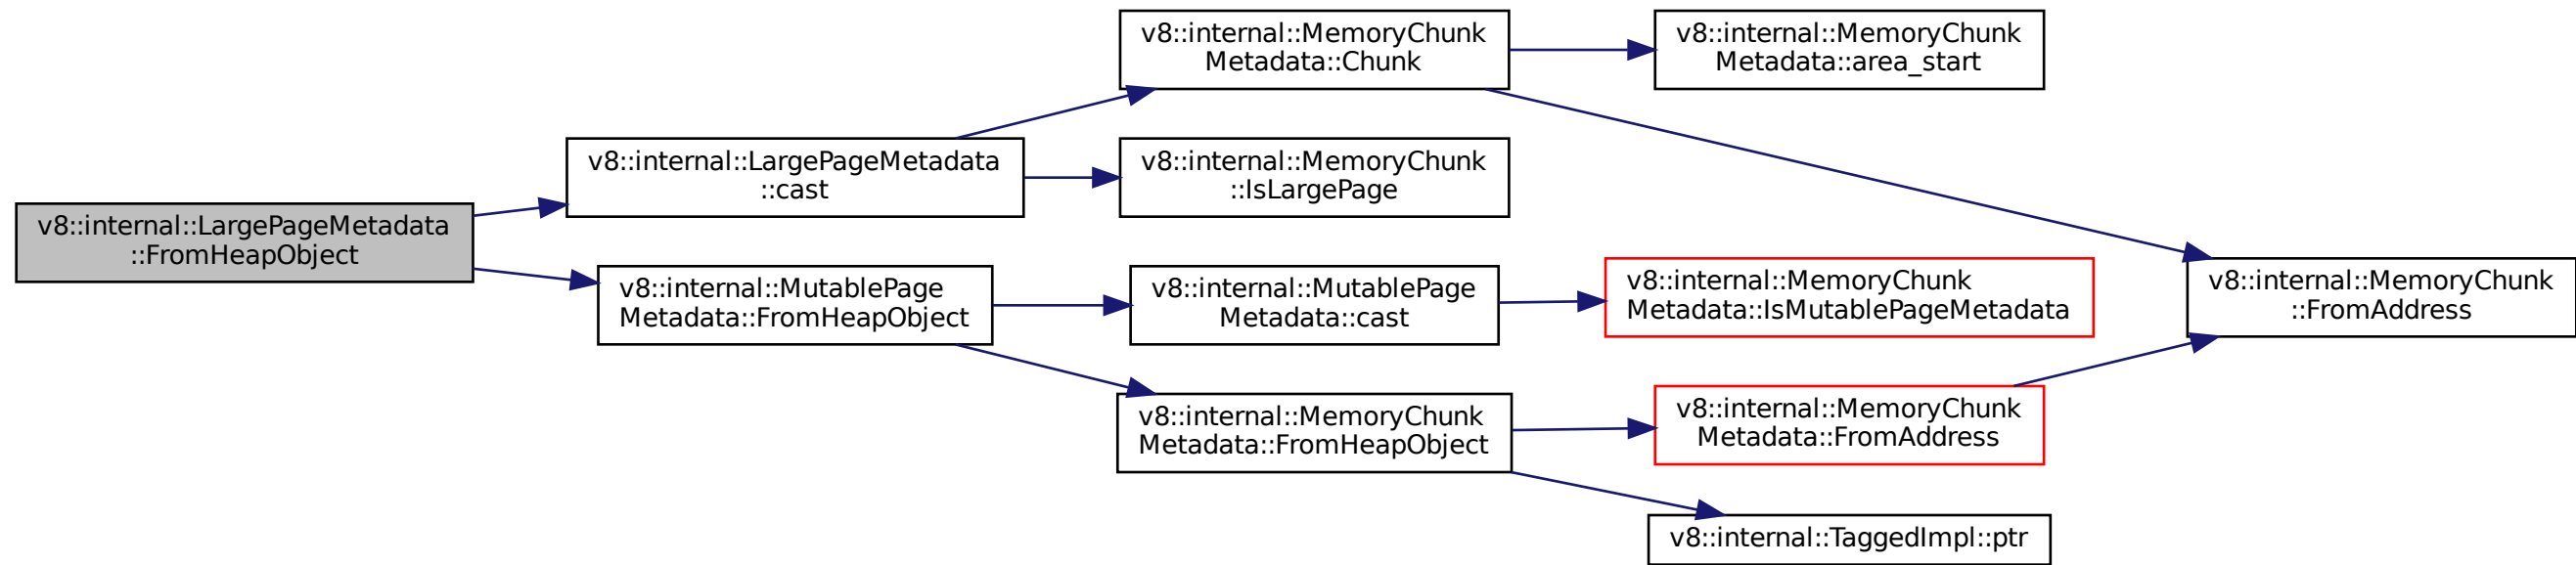 v8::internal::LargePageMetadata
::FromHeapObject
v8::internal::LargePageMetadata
::cast
v8::internal::MutablePage
Metadata::FromHeapObject
v8::internal::MemoryChunk
Metadata::Chunk
v8::internal::MemoryChunk
::IsLargePage
v8::internal::MutablePage
Metadata::cast
v8::internal::MemoryChunk
Metadata::FromHeapObject
v8::internal::MemoryChunk
Metadata::area_start
v8::internal::MemoryChunk
Metadata::IsMutablePageMetadata
v8::internal::MemoryChunk
Metadata::FromAddress
v8::internal::TaggedImpl::ptr
v8::internal::MemoryChunk
::FromAddress